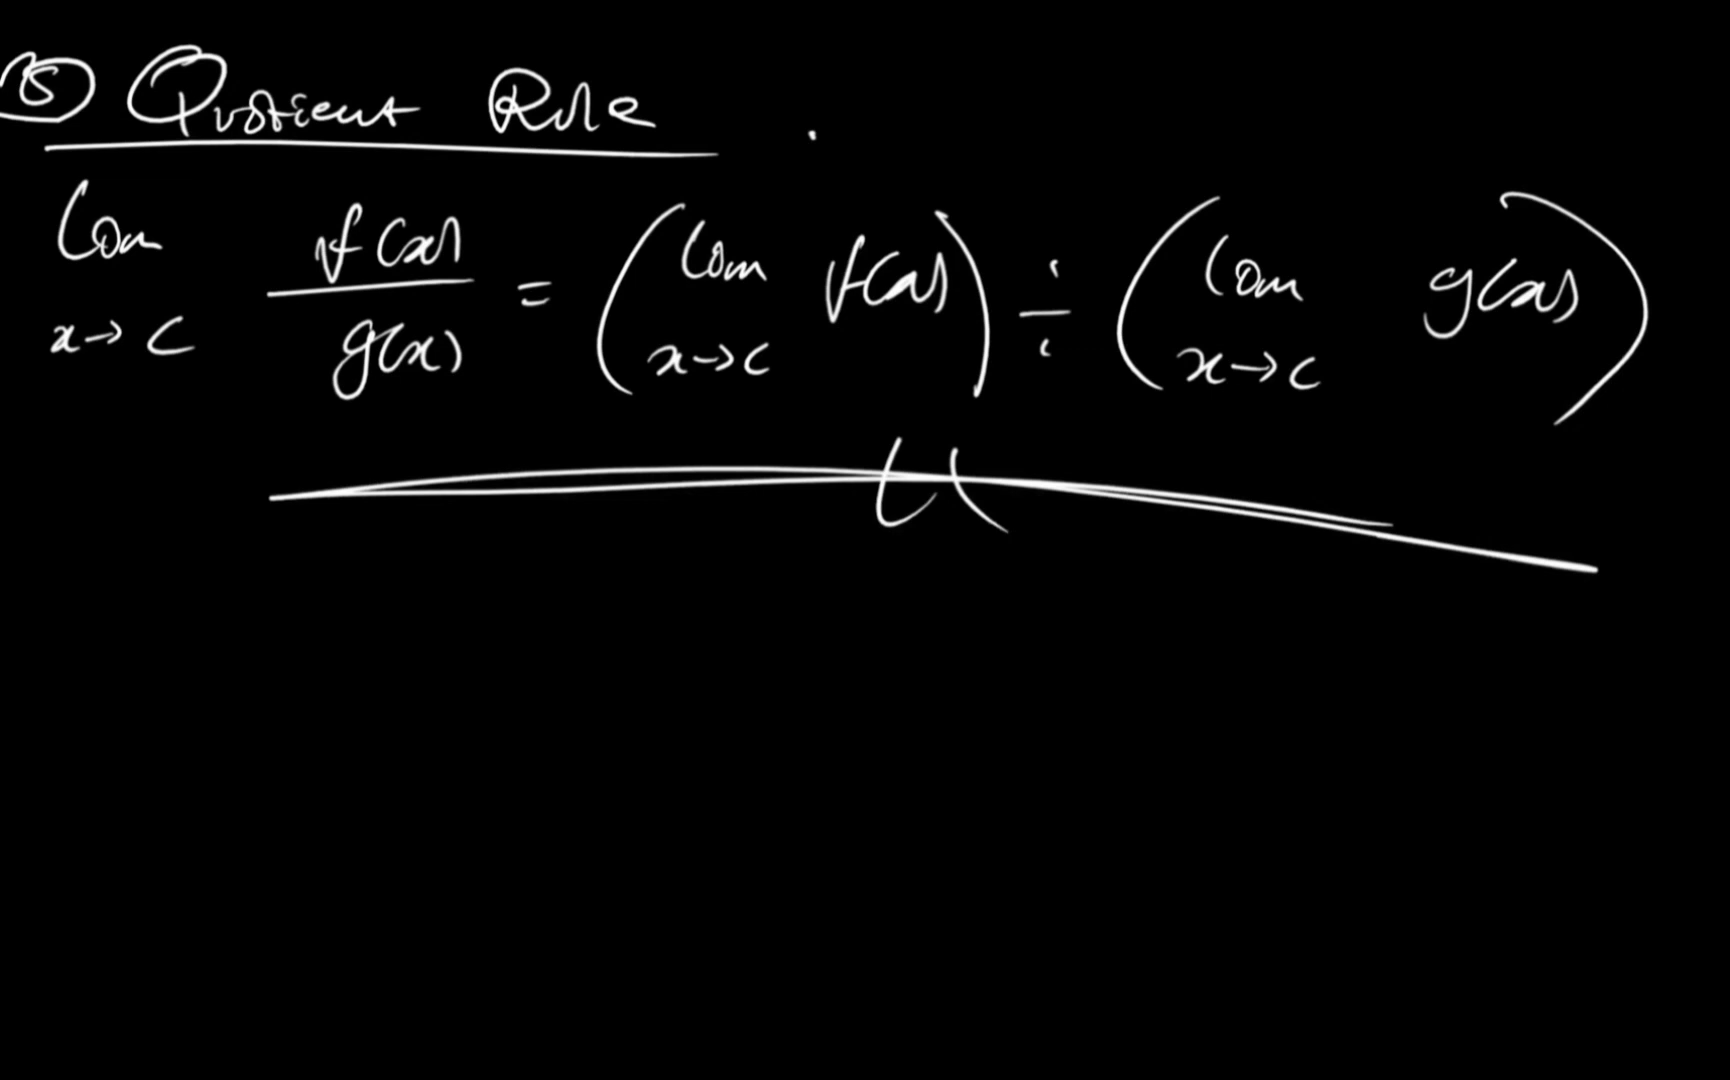 ⑤ Quotient Rule .
lim f(x) = ( lim f(x) ) ÷ ( lim g(x) )
x→c g(x) x→c x→c